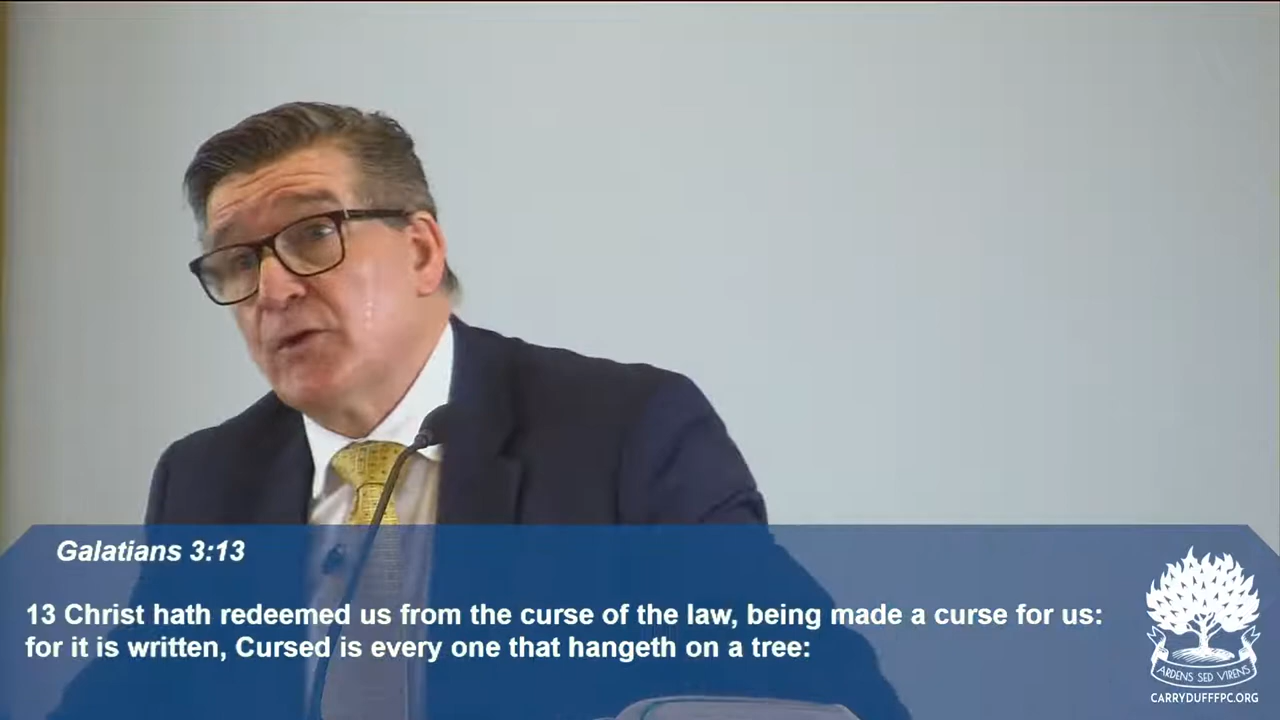 Galatians 3:13
13 Christ hath redeemed us from the curse of the law, being made a curse for us:
for it is written, Cursed is every one that hangeth on a tree:
ARDENS SED VIRENS
CARRYDUFFFPC.ORG